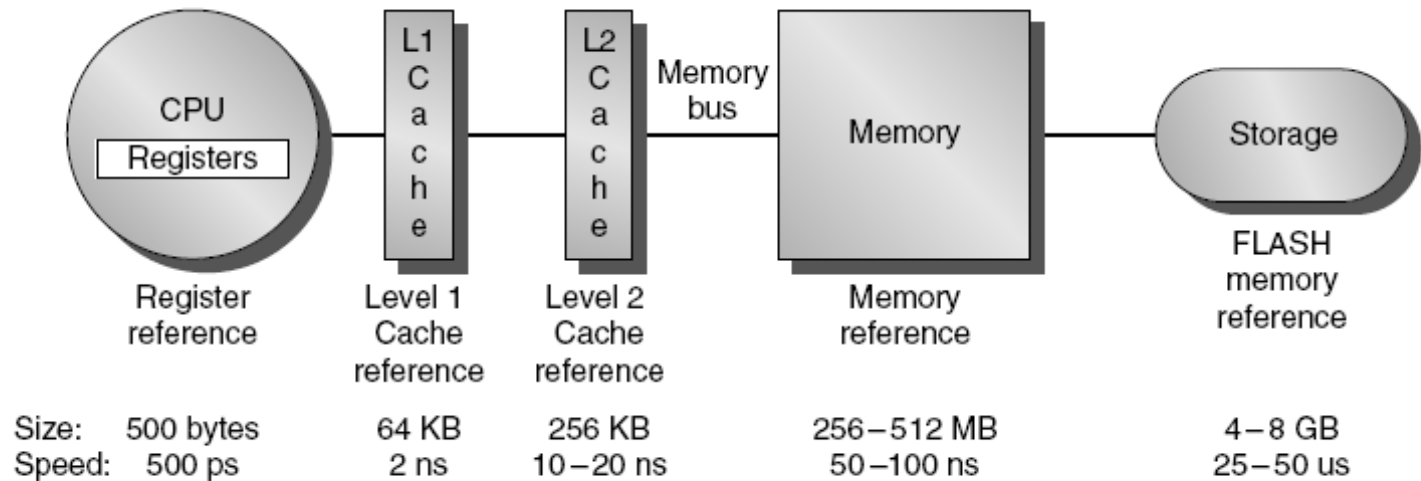 CPU
Registers
L1
C
a
c
h
e
L2
C
a
c
h
e
Memory
bus
Memory
Storage
Register
reference
Level 1
Cache
reference
Level 2
Cache
reference
Memory
reference
FLASH
memory
reference
Size: 500 bytes 64 KB 256 KB 256–512 MB 4–8 GB
Speed: 500 ps 2 ns 10–20 ns 50–100 ns 25–50 us